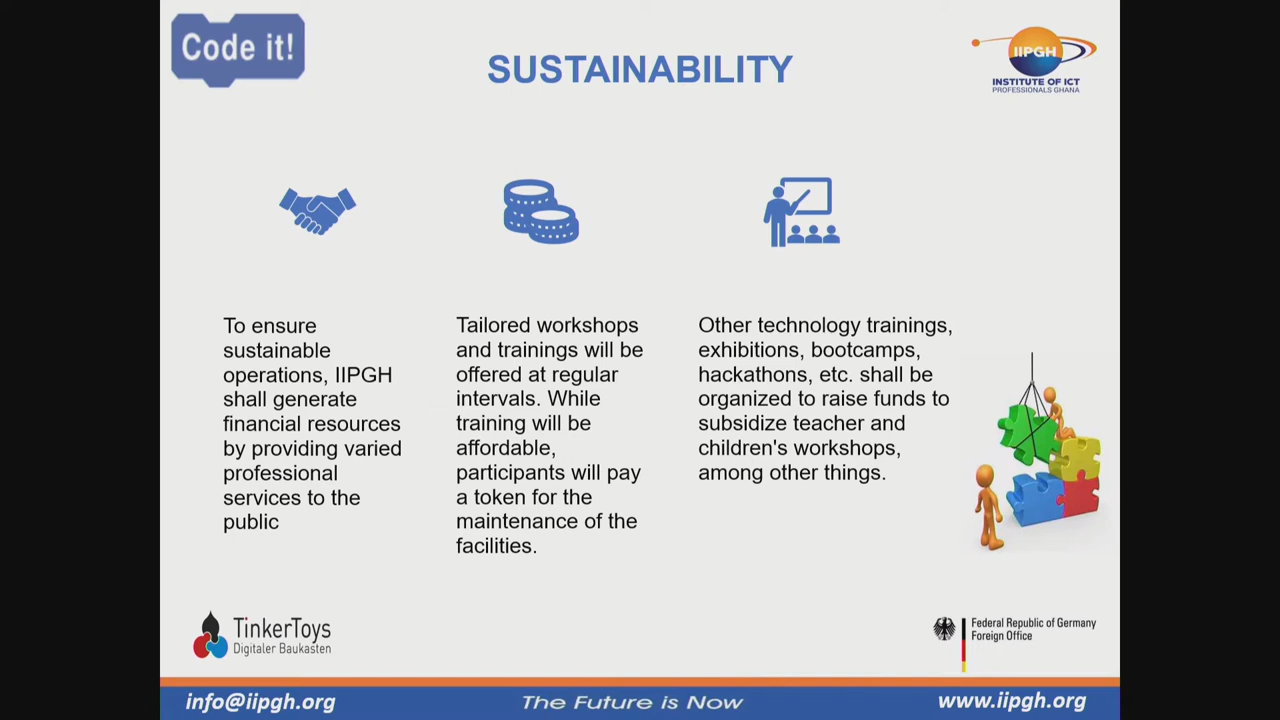 Code it!
SUSTAINABILITY
IIPGH
INSTITUTE OF ICT
PROFESSIONALS GHANA
To ensure
sustainable
operations, IIPGH
shall generate
financial resources
by providing varied
professional
services to the
public
Tailored workshops
and trainings will be
offered at regular
intervals. While
training will be
affordable,
participants will pay
a token for the
maintenance of the
facilities.
Other technology trainings,
exhibitions, bootcamps,
hackathons, etc. shall be
organized to raise funds to
subsidize teacher and
children's workshops,
among other things.
TinkerToys
Digitaler Baukasten
Federal Republic of Germany
Foreign Office
info@iipgh.org
The Future is Now
www.iipgh.org